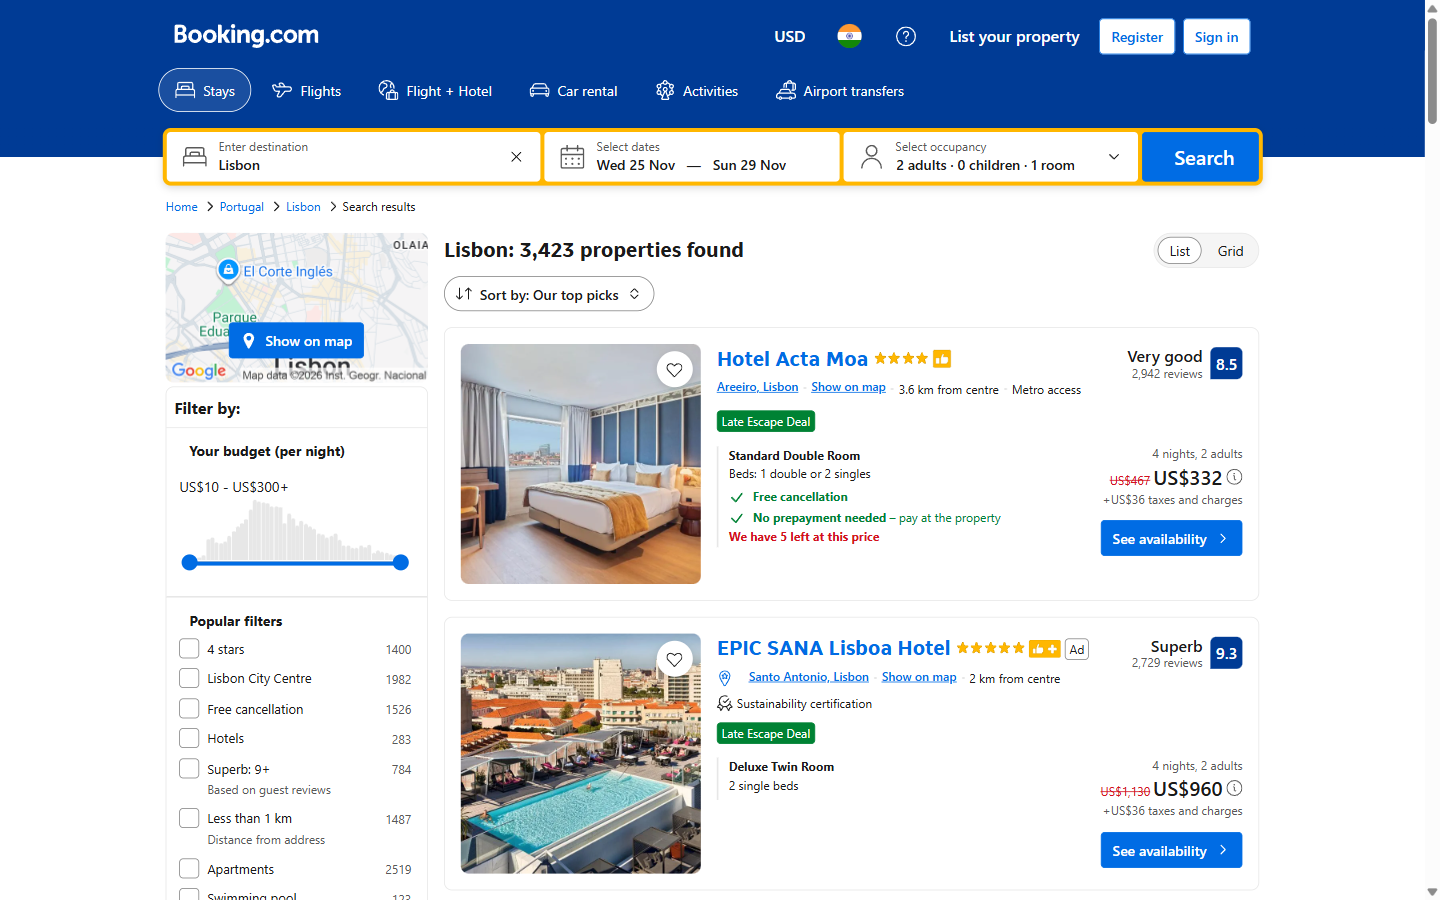 Booking.com
USD
List your property
Register
Sign in
Stays
Flights
Flight + Hotel
Car rental
Activities
Airport transfers
Enter destination
Lisbon
Select dates
Wed 25 Nov — Sun 29 Nov
Select occupancy
2 adults · 0 children · 1 room
Search
Home > Portugal > Lisbon > Search results
OLAIA
El Corte Inglés
Parque
Edua
Show on map
Lisbon
Google
Map data ©2026 Inst. Geogr. Nacional
Filter by:
Your budget (per night)
US$10 - US$300+
Popular filters
4 stars 1400
Lisbon City Centre 1982
Free cancellation 1526
Hotels 283
Superb: 9+ 784
Based on guest reviews
Less than 1 km 1487
Distance from address
Apartments 2519
Swimming pool 123
Lisbon: 3,423 properties found
List
Grid
Sort by: Our top picks
Hotel Acta Moa
Very good
2,942 reviews
8.5
Areeiro, Lisbon · Show on map · 3.6 km from centre · Metro access
Late Escape Deal
Standard Double Room
Beds: 1 double or 2 singles
Free cancellation
No prepayment needed – pay at the property
We have 5 left at this price
4 nights, 2 adults
US$467 US$332
+US$36 taxes and charges
See availability
EPIC SANA Lisboa Hotel
Ad
Superb
2,729 reviews
9.3
Santo Antonio, Lisbon · Show on map · 2 km from centre
Sustainability certification
Late Escape Deal
Deluxe Twin Room
2 single beds
4 nights, 2 adults
US$1,130 US$960
+US$36 taxes and charges
See availability